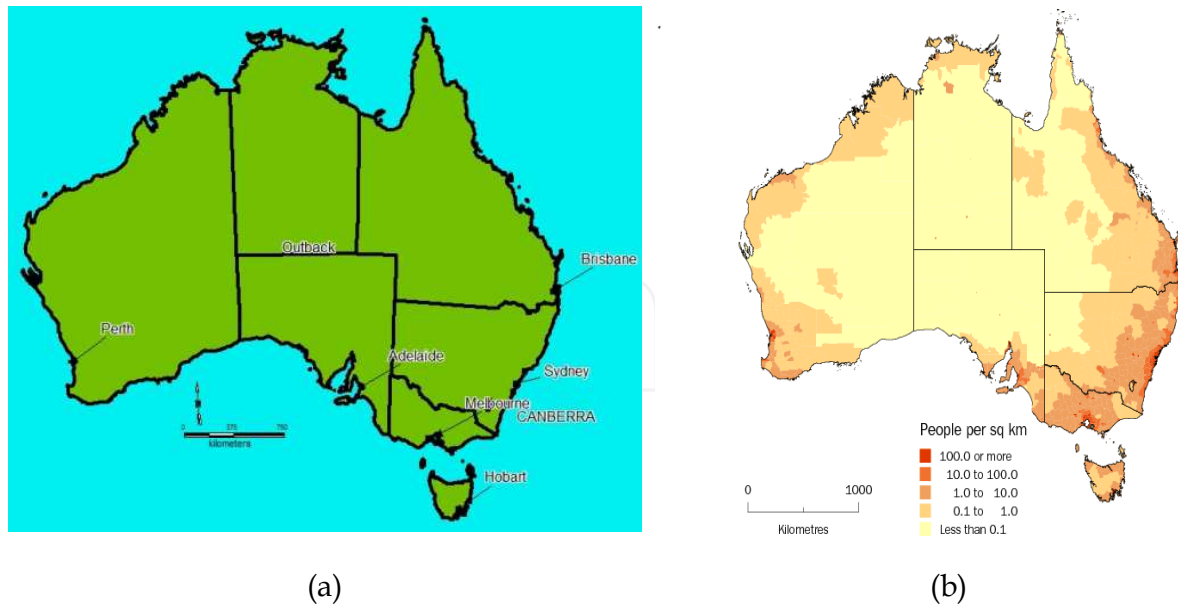 Outback
Brisbane
Perth
Adelaide
Sydney
Melbourne
CANBERRA
Hobart
kilometers
People per sq km
100.0 or more
10.0 to 100.0
1.0 to 10.0
0.1 to 1.0
Less than 0.1
0 1000
Kilometres
(a)
(b)